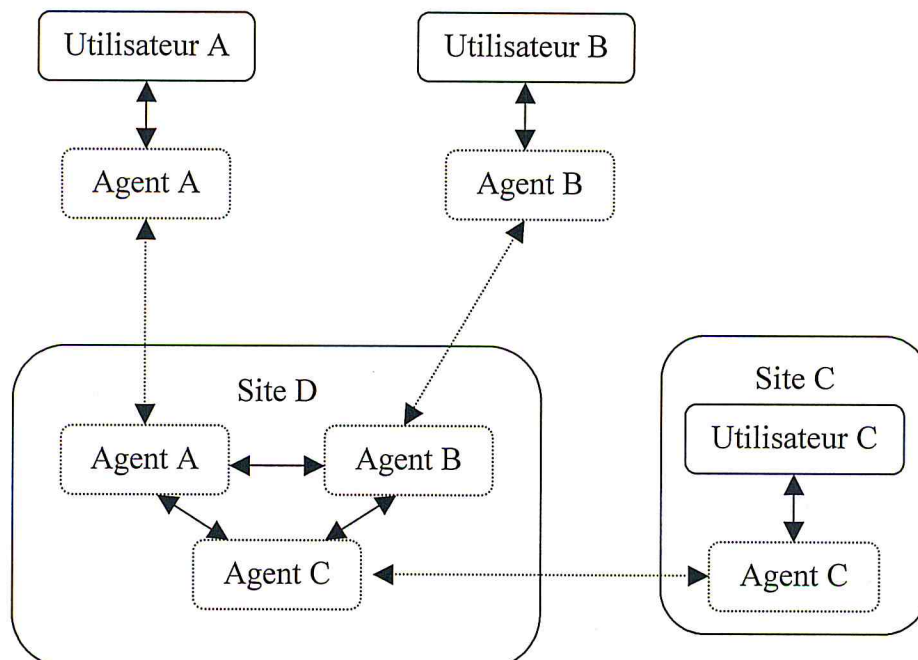 Utilisateur A
Utilisateur B
Agent A
Agent B
Site D
Site C
Agent A
Agent B
Utilisateur C
Agent C
Agent C